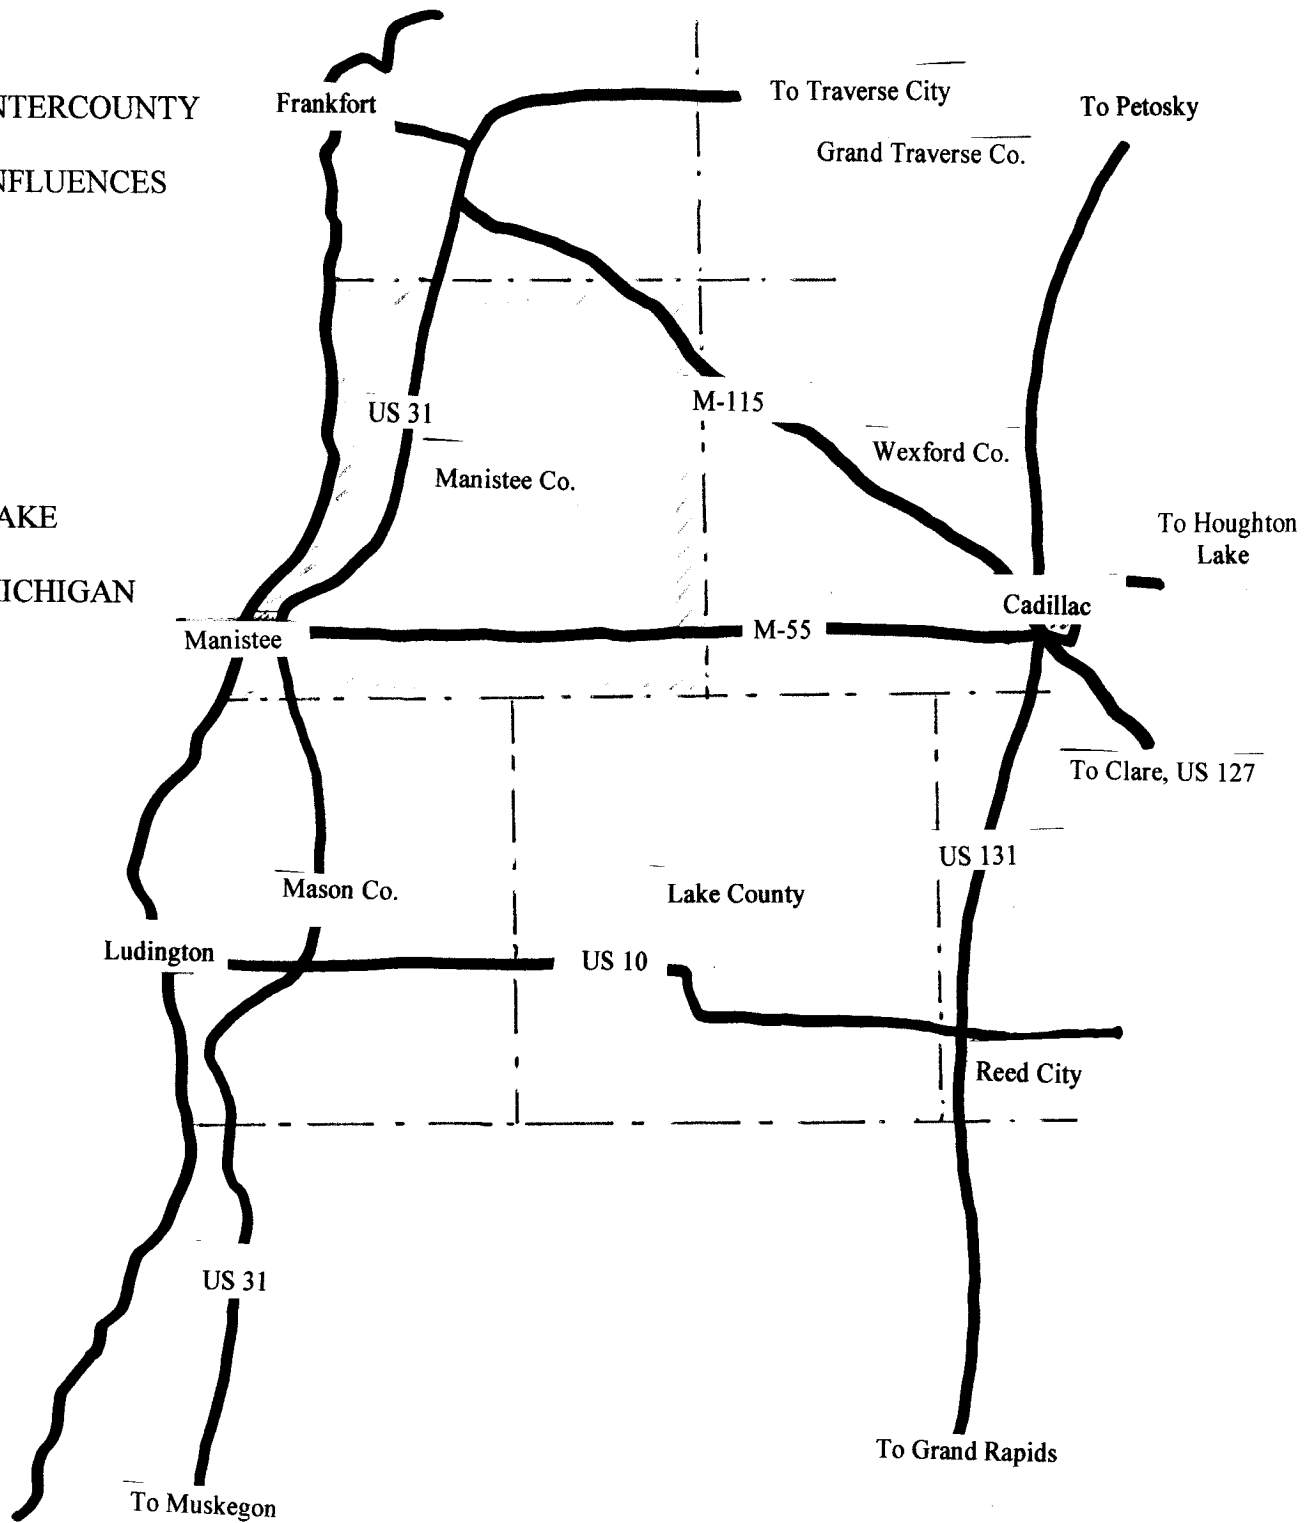 NTERCOUNTY
NFLUENCES
Frankfort
To Traverse City
Grand Traverse Co.
To Petosky
US 31
M-115
Manistee Co.
Wexford Co.
AKE
MICHIGAN
To Houghton
Lake
Manistee
M-55
Cadillac
To Clare, US 127
US 131
Mason Co.
Lake County
Ludington
US 10
Reed City
US 31
To Grand Rapids
To Muskegon